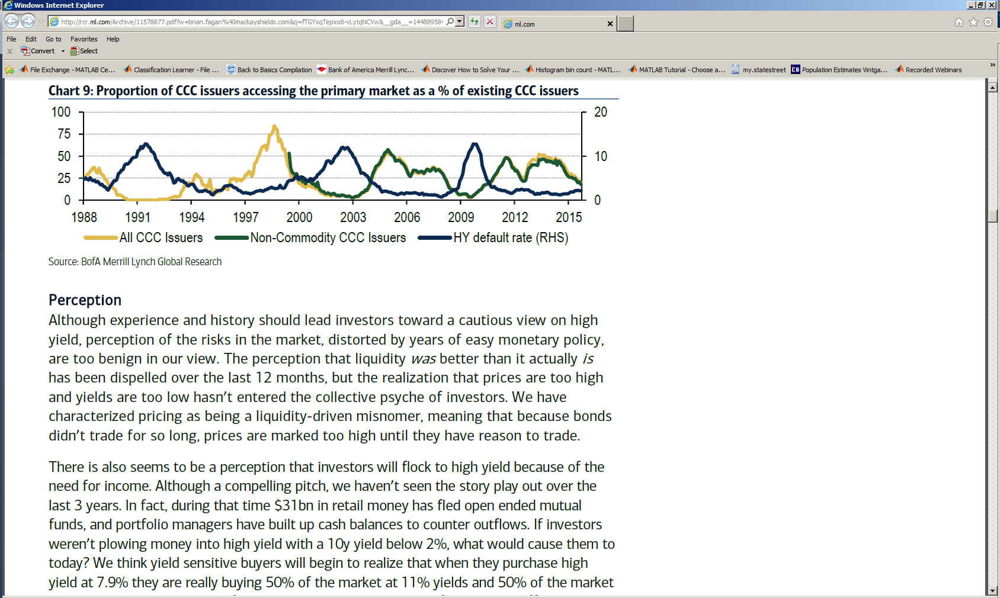 Windows Internet Explorer
http://rcr.ml.com/Archive/11578877.pdf?w=brian.fagan%40mackayshields.com&q=fTGYxqTepxo8-vLytqNCVw&__gda__=14488958
ml.com
File Edit Go to Favorites Help
x Convert Select
File Exchange - MATLAB Ce... Classification Learner - File ... Back to Basics Compilation Bank of America Merrill Lync... Discover How to Solve Your ... Histogram bin count - MATL... MATLAB Tutorial - Choose a... my.statestreet CB Population Estimates Vintga... Recorded Webinars »
Chart 9: Proportion of CCC issuers accessing the primary market as a % of existing CCC issuers
100 20
75
50 10
25
0 0
1988 1991 1994 1997 2000 2003 2006 2009 2012 2015
All CCC Issuers Non-Commodity CCC Issuers HY default rate (RHS)
Source: BofA Merrill Lynch Global Research
Perception
Although experience and history should lead investors toward a cautious view on high
yield, perception of the risks in the market, distorted by years of easy monetary policy,
are too benign in our view. The perception that liquidity was better than it actually is
has been dispelled over the last 12 months, but the realization that prices are too high
and yields are too low hasn't entered the collective psyche of investors. We have
characterized pricing as being a liquidity-driven misnomer, meaning that because bonds
didn't trade for so long, prices are marked too high until they have reason to trade.
There is also seems to be a perception that investors will flock to high yield because of the
need for income. Although a compelling pitch, we haven't seen the story play out over the
last 3 years. In fact, during that time $31bn in retail money has fled open ended mutual
funds, and portfolio managers have built up cash balances to counter outflows. If investors
weren't plowing money into high yield with a 10y yield below 2%, what would cause them to
today? We think yield sensitive buyers will begin to realize that when they purchase high
yield at 7.9% they are really buying 50% of the market at 11% yields and 50% of the market